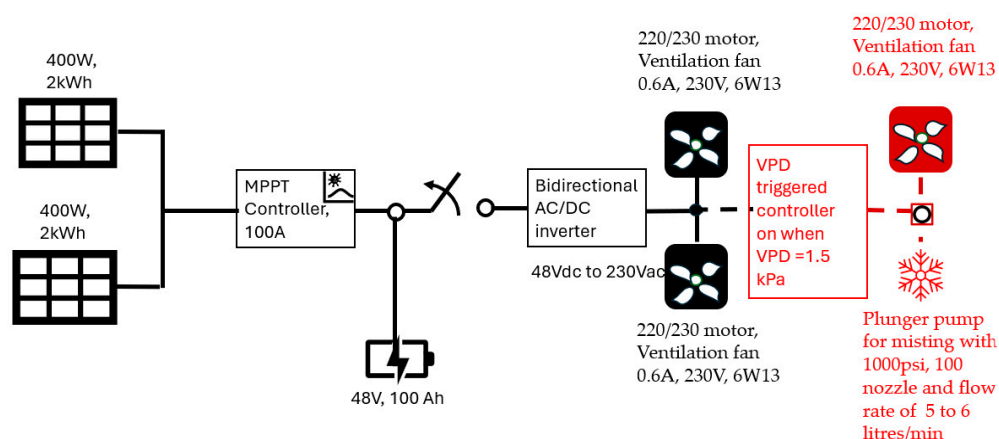 400W,
2kWh
400W,
2kWh
MPPT
Controller,
100A
48V, 100 Ah
Bidirectional
AC/DC
inverter
48Vdc to 230Vac
220/230 motor,
Ventilation fan
0.6A, 230V, 6W13
220/230 motor,
Ventilation fan
0.6A, 230V, 6W13
VPD
triggered
controller
on when
VPD =1.5
kPa
220/230 motor,
Ventilation fan
0.6A, 230V, 6W13
Plunger pump
for misting with
1000psi, 100
nozzle and flow
rate of 5 to 6
litres/min